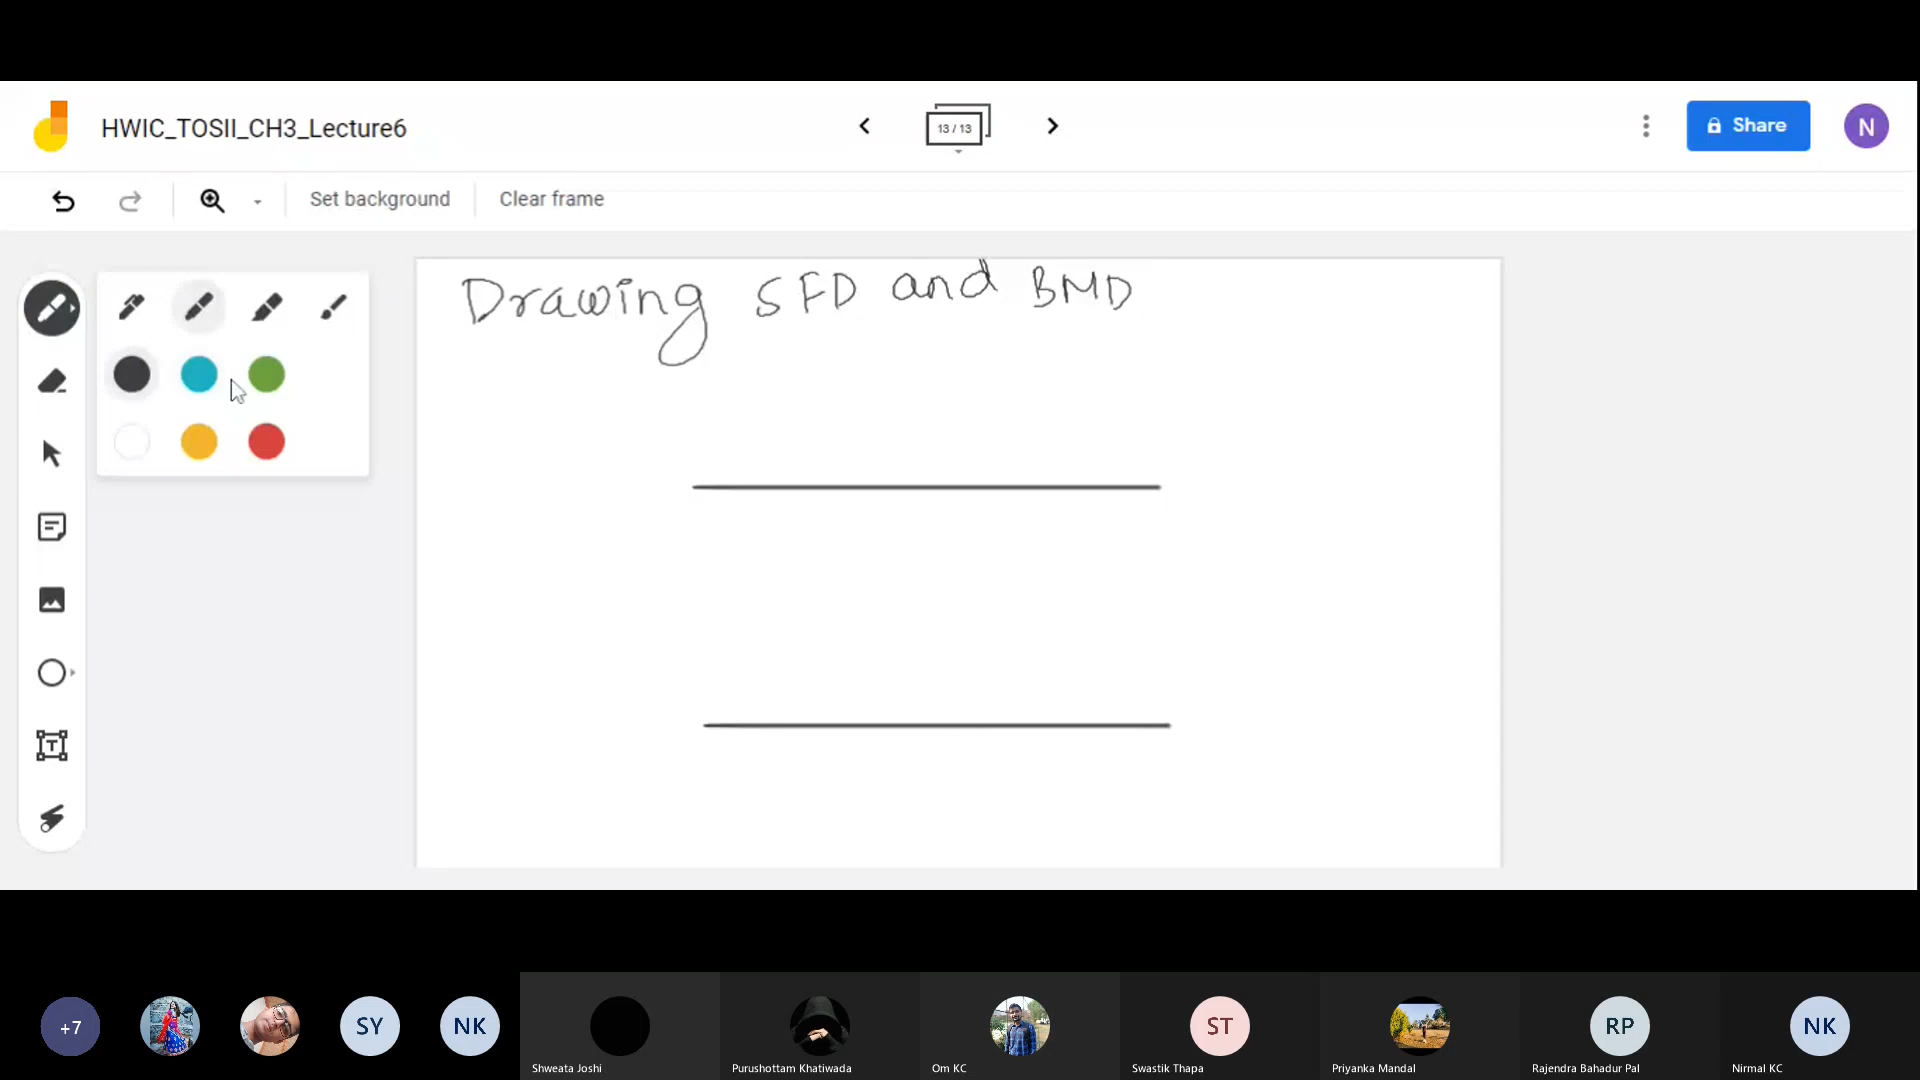 HWIC_TOSII_CH3_Lecture6
13 / 13
Share
N
Set background
Clear frame
Drawing SFD and BMD
T
+7
SY
NK
ST
RP
NK
Shweata Joshi
Purushottam Khatiwada
Om KC
Swastik Thapa
Priyanka Mandal
Rajendra Bahadur Pal
Nirmal KC